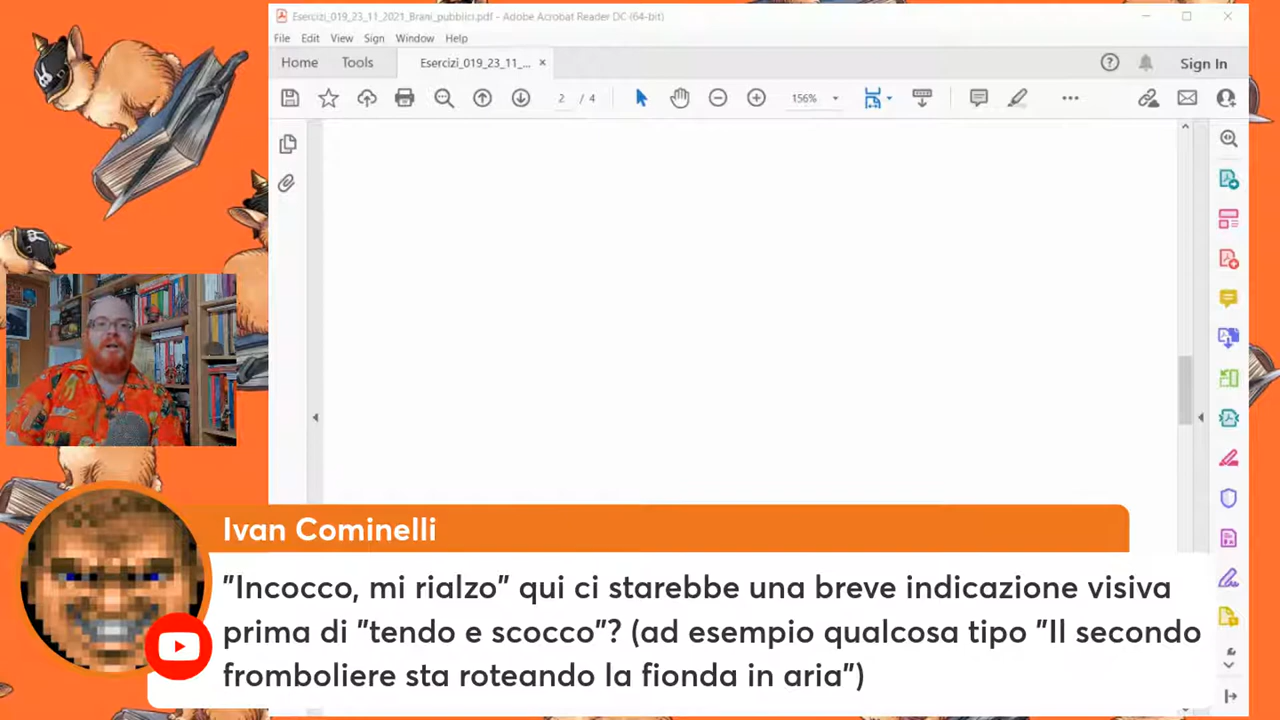 Esercizi_019_23_11_2021_Brani_pubblici.pdf - Adobe Acrobat Reader DC (64-bit)
File Edit View Sign Window Help
Home Tools Esercizi_019_23_11_... × Sign In
2 / 4 156%
Ivan Cominelli
"Incocco, mi rialzo" qui ci starebbe una breve indicazione visiva
prima di "tendo e scocco"? (ad esempio qualcosa tipo "Il secondo
fromboliere sta roteando la fionda in aria")